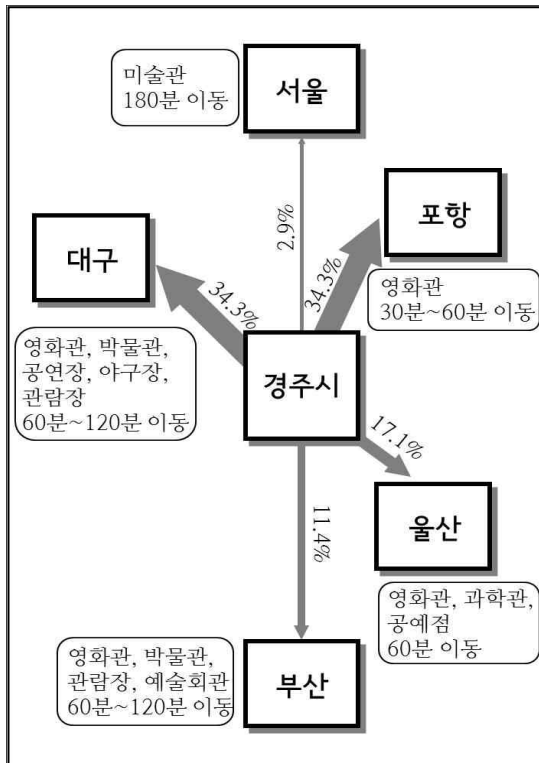 미술관
180분 이동
서울
2.9%
포항
34.3%
영화관
30분~60분 이동
대구
34.3%
영화관, 박물관,
공연장, 야구장,
관람장
60분~120분 이동
경주시
17.1%
울산
영화관, 과학관,
공예점
60분 이동
11.4%
영화관, 박물관,
관람장, 예술회관
60분~120분 이동
부산